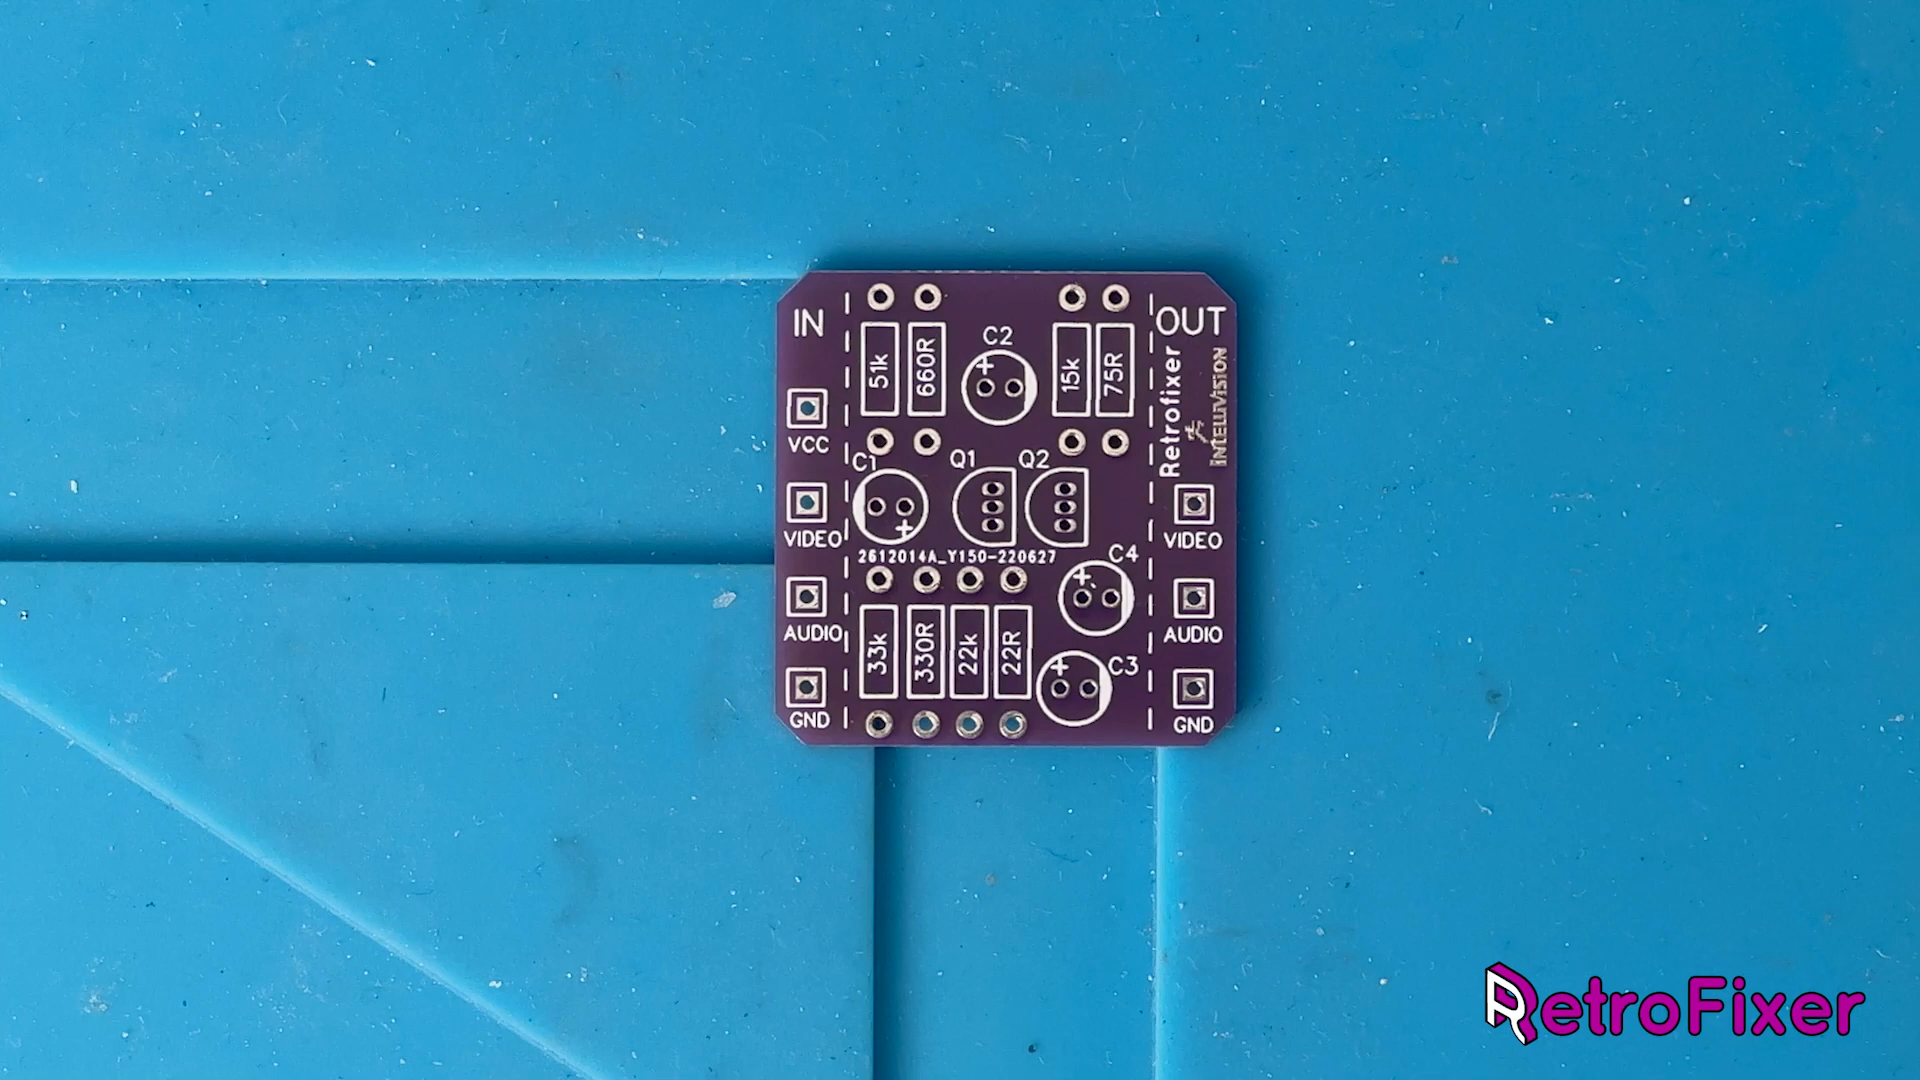 IN
OUT
C2
51k
660R
15k
75R
Retrofixer
INTELLIVISION
VCC
C1
Q1
Q2
VIDEO
VIDEO
2612014A_Y150-220627
C4
AUDIO
AUDIO
33k
330R
22k
22R
C3
GND
GND
RetroFixer